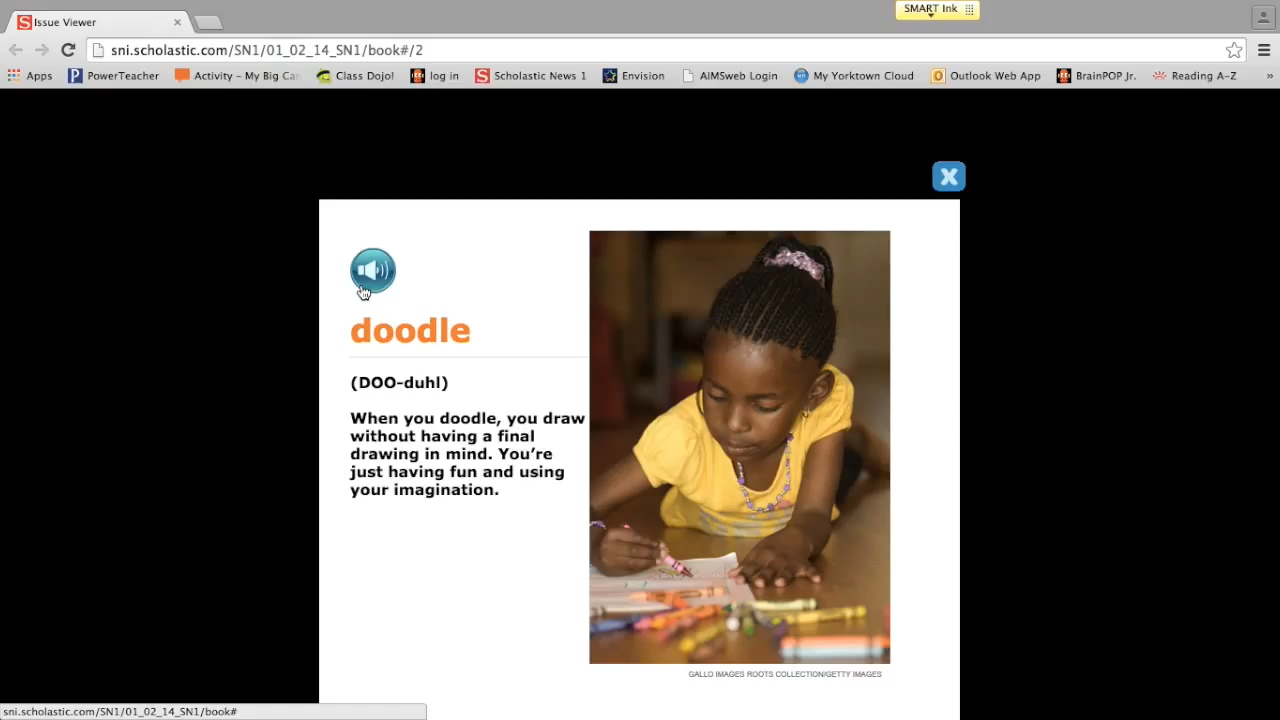 SMART Ink
Issue Viewer
sni.scholastic.com/SN1/01_02_14_SN1/book#/2
Apps PowerTeacher Activity – My Big Ca Class Dojo! log in Scholastic News 1 Envision AIMSweb Login My Yorktown Cloud Outlook Web App BrainPOP Jr. Reading A-Z »
doodle
(DOO-duhl)
When you doodle, you draw
without having a final
drawing in mind. You're
just having fun and using
your imagination.
GALLO IMAGES ROOTS COLLECTION/GETTY IMAGES
sni.scholastic.com/SN1/01_02_14_SN1/book#